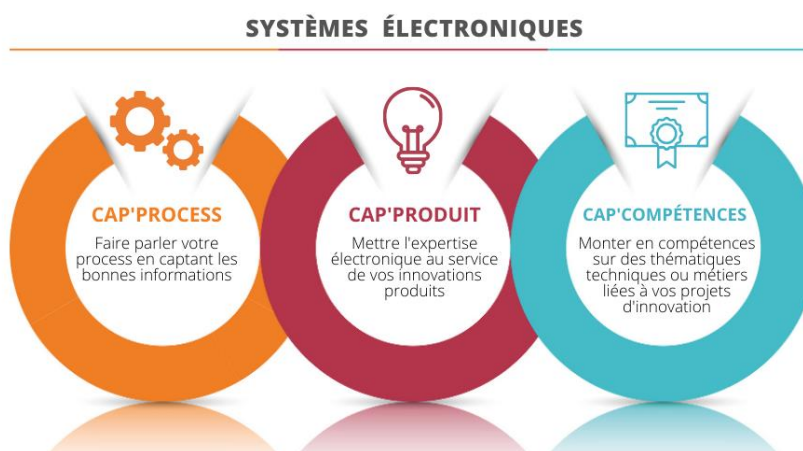 SYSTÈMES ÉLECTRONIQUES
CAP'PROCESS
Faire parler votre
process en captant les
bonnes informations
CAP'PRODUIT
Mettre l'expertise
électronique au service
de vos innovations
produits
CAP'COMPÉTENCES
Monter en compétences
sur des thématiques
techniques ou métiers
liées à vos projets
d'innovation